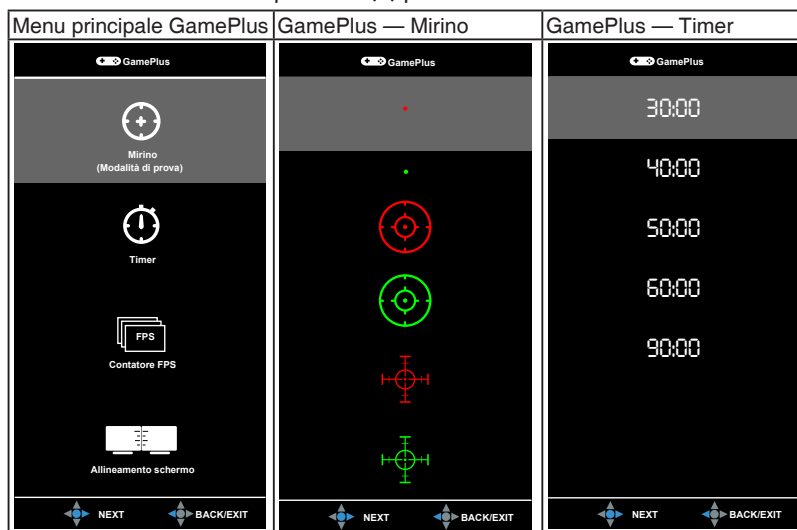 Menu principale GamePlus
GamePlus
Mirino
(Modalità di prova)
Timer
FPS
Contatore FPS
Allineamento schermo
NEXT BACK/EXIT
GamePlus — Mirino
GamePlus
NEXT BACK/EXIT
GamePlus — Timer
GamePlus
30:00
40:00
50:00
60:00
90:00
NEXT BACK/EXIT